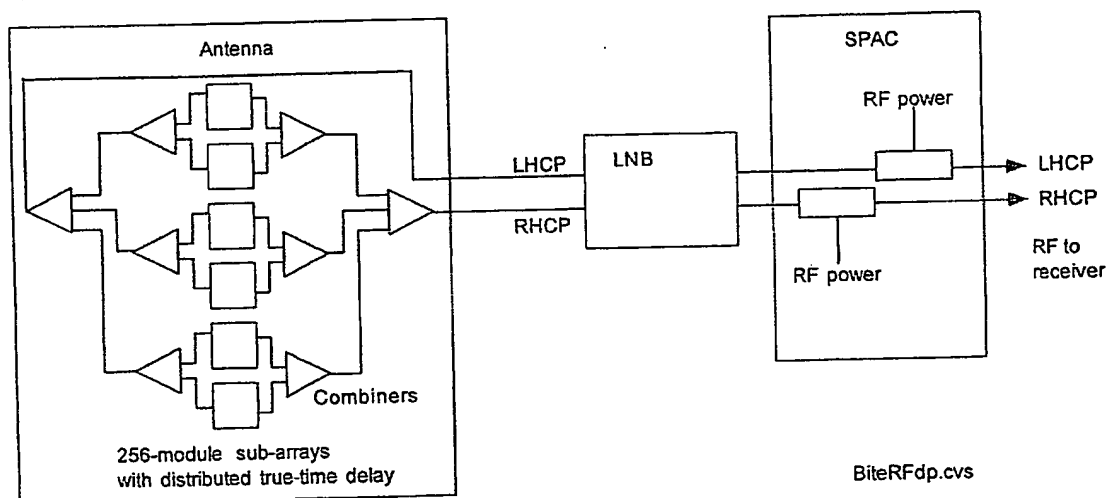 Antenna
SPAC
RF power
LNB
LHCP
LHCP
RHCP
RHCP
RF power
RF to
receiver
Combiners
256-module sub-arrays
with distributed true-time delay
BiteRFdp.cvs